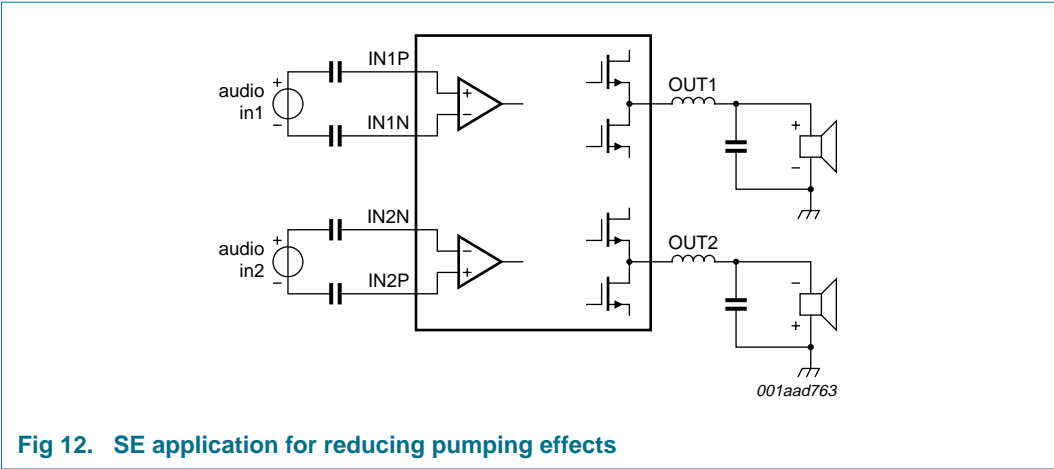 IN1P
audio
in1
+
−
IN1N
+
−
OUT1
+
−
IN2N
audio
in2
+
−
IN2P
−
+
OUT2
−
+
001aad763
Fig 12. SE application for reducing pumping effects